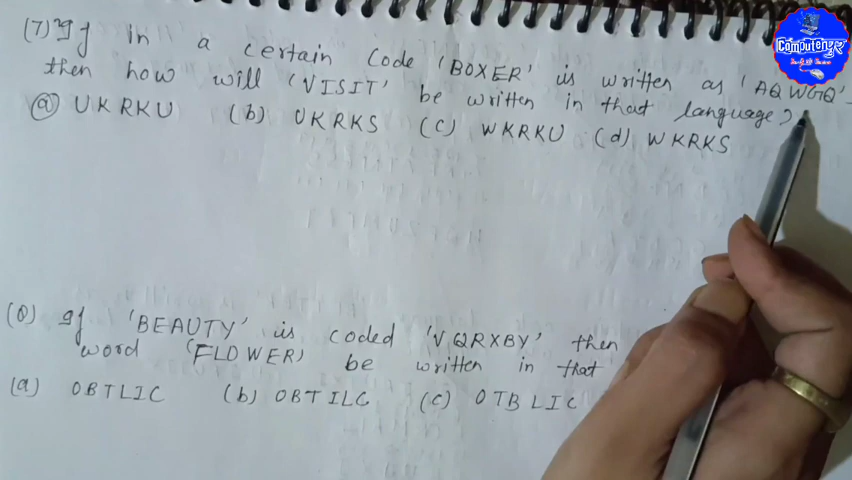 (7) If in a certain code 'BOXER' is written as 'AQWGQ'
then how will 'VISIT' be written in that language?
(a) UKRKU (b) UKRKS (c) WKRKU (d) WKRKS
(8) If 'BEAUTY' is coded 'VQRXBY' then
word 'FLOWER) be written in that
(a) OBTLIC (b) OBTILC (c) OTBLIC
Computer गुरु